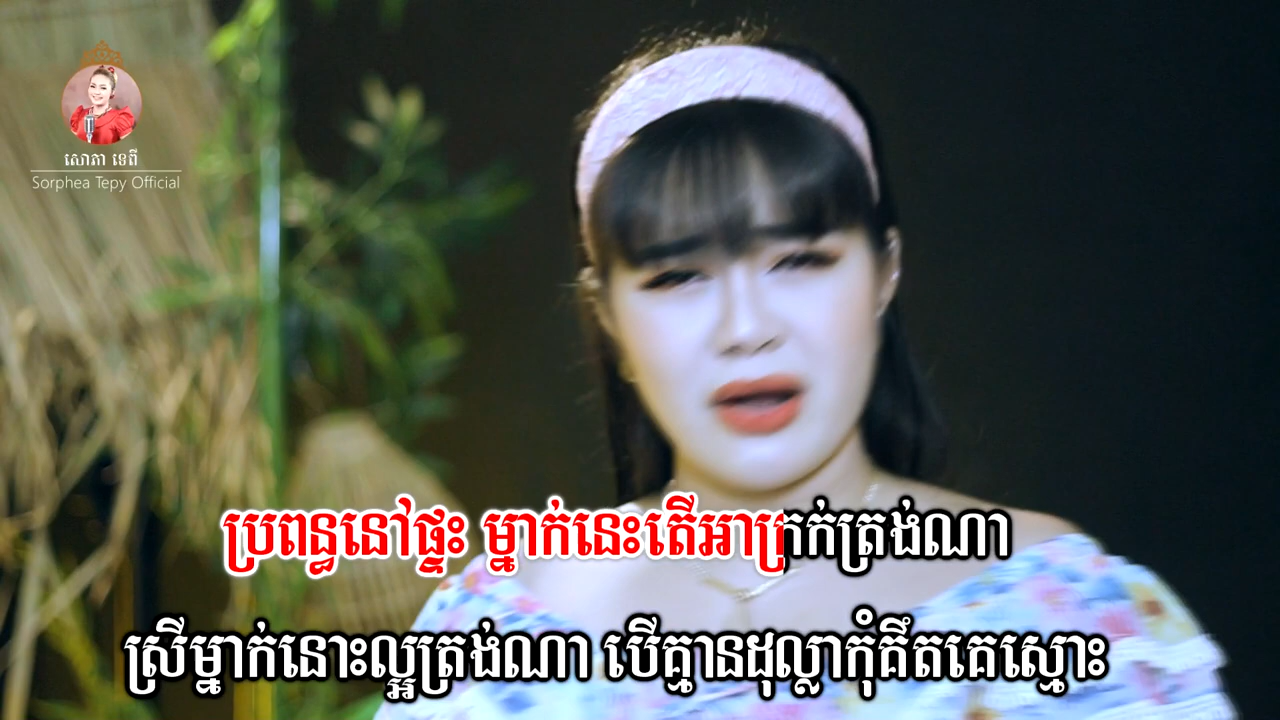 សោភា ទេពី
Sorphea Tepy Official
ប្រពន្ធនៅផ្ទះ ម្នាក់នេះតើអាក្រក់ត្រង់ណា
ស្រីម្នាក់នោះល្អត្រង់ណា បើគ្មានដុល្លាកុំគឹតគេស្មោះ